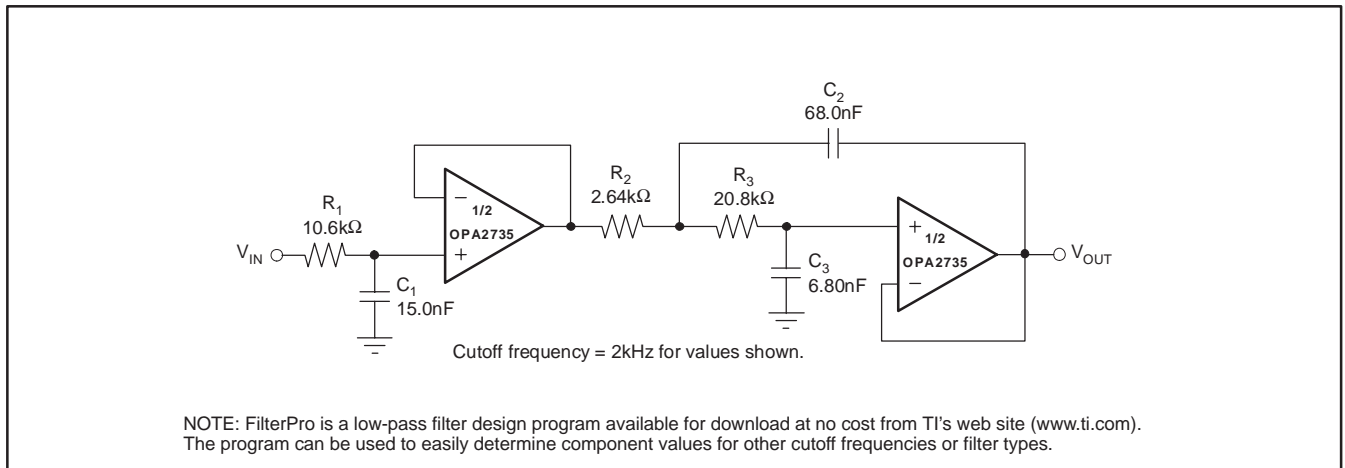 C2
68.0nF
R1
10.6kΩ
R2
2.64kΩ
R3
20.8kΩ
−
1/2
OPA2735
+
+
1/2
OPA2735
−
VIN
VOUT
C1
15.0nF
C3
6.80nF
Cutoff frequency = 2kHz for values shown.
NOTE: FilterPro is a low-pass filter design program available for download at no cost from TI's web site (www.ti.com).
The program can be used to easily determine component values for other cutoff frequencies or filter types.